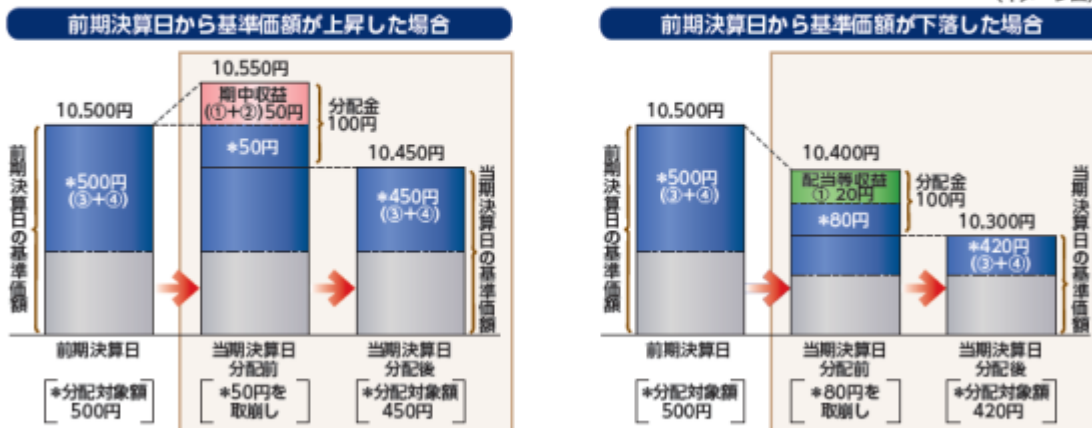 前期決算日から基準価額が上昇した場合
10,550円
期中収益
(①+②)50円
分配金
100円
10,500円
*50円
10,450円
*500円
(③+④)
*450円
(③+④)
前期決算日の基準価額
当期決算日の基準価額
前期決算日
当期決算日
分配前
当期決算日
分配後
*分配対象額
500円
*50円を
取崩し
*分配対象額
450円
前期決算日から基準価額が下落した場合
10,500円
10,400円
*500円
(③+④)
配当等収益
① 20円
分配金
100円
*80円
10,300円
*420円
(③+④)
前期決算日の基準価額
当期決算日の基準価額
前期決算日
当期決算日
分配前
当期決算日
分配後
*分配対象額
500円
*80円を
取崩し
*分配対象額
420円